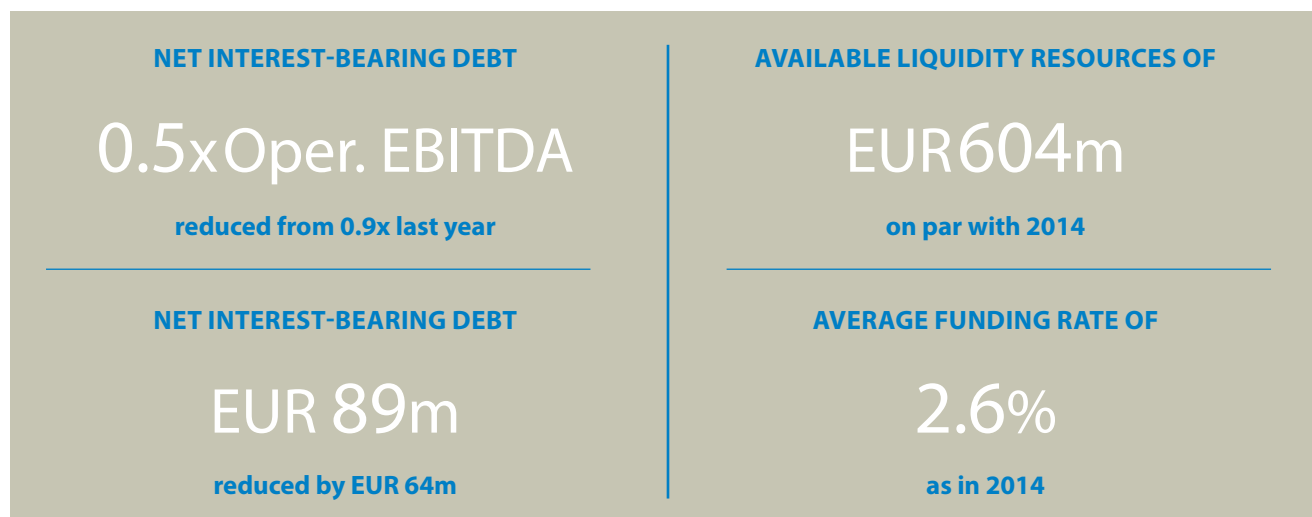 NET INTEREST-BEARING DEBT
0.5x Oper. EBITDA
reduced from 0.9x last year
NET INTEREST-BEARING DEBT
EUR 89m
reduced by EUR 64m
AVAILABLE LIQUIDITY RESOURCES OF
EUR 604m
on par with 2014
AVERAGE FUNDING RATE OF
2.6%
as in 2014